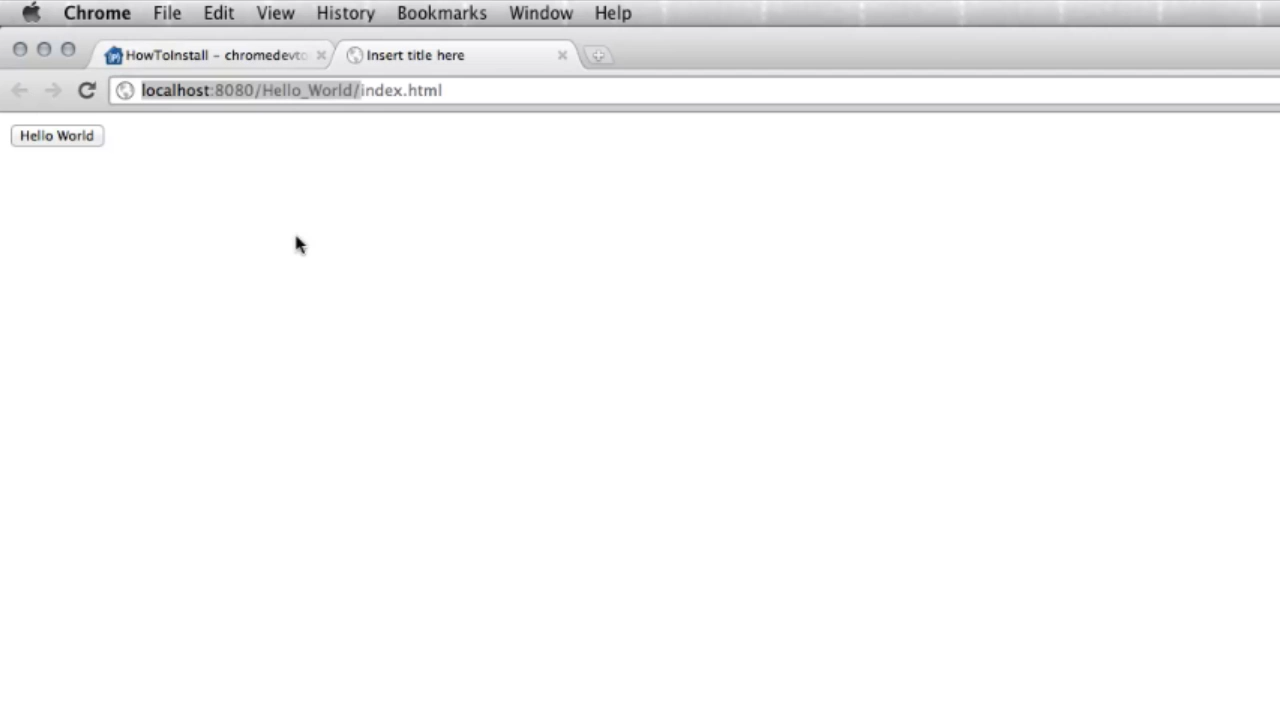 Chrome File Edit View History Bookmarks Window Help
HowToInstall - chromedevto Insert title here
localhost:8080/Hello_World/index.html
Hello World